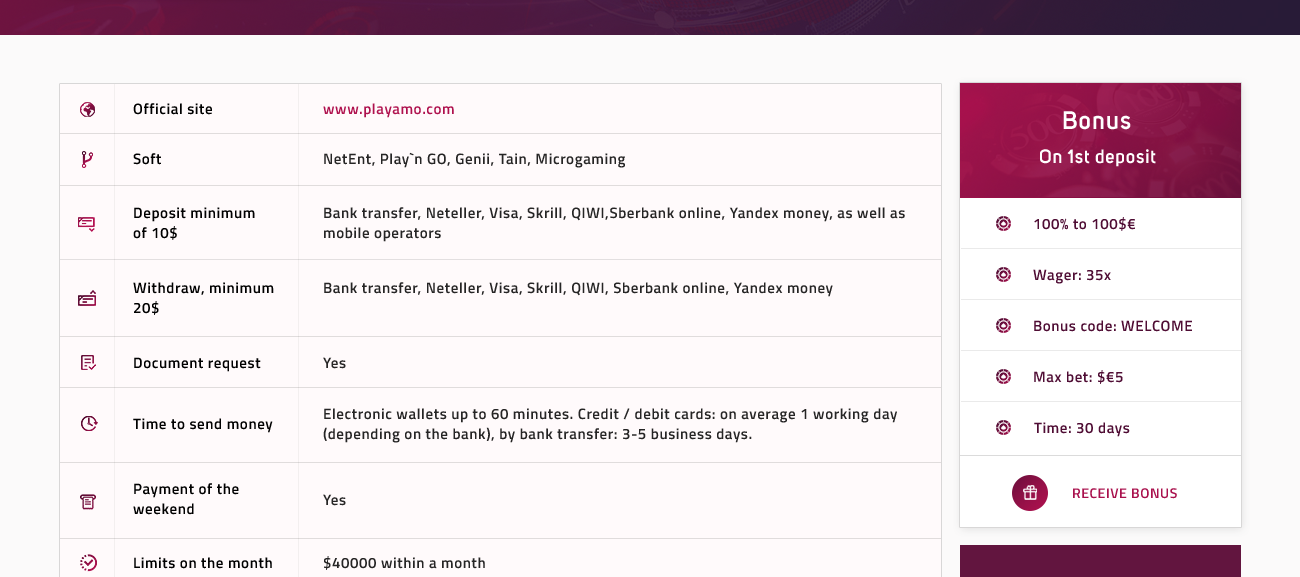 Official site
www.playamo.com
Soft
NetEnt, Play`n GO, Genii, Tain, Microgaming
Deposit minimum
of 10$
Bank transfer, Neteller, Visa, Skrill, QIWI,Sberbank online, Yandex money, as well as
mobile operators
Withdraw, minimum
20$
Bank transfer, Neteller, Visa, Skrill, QIWI, Sberbank online, Yandex money
Document request
Yes
Time to send money
Electronic wallets up to 60 minutes. Credit / debit cards: on average 1 working day
(depending on the bank), by bank transfer: 3-5 business days.
Payment of the
weekend
Yes
Limits on the month
$40000 within a month
Bonus
On 1st deposit
100% to 100$€
Wager: 35x
Bonus code: WELCOME
Max bet: $€5
Time: 30 days
RECEIVE BONUS